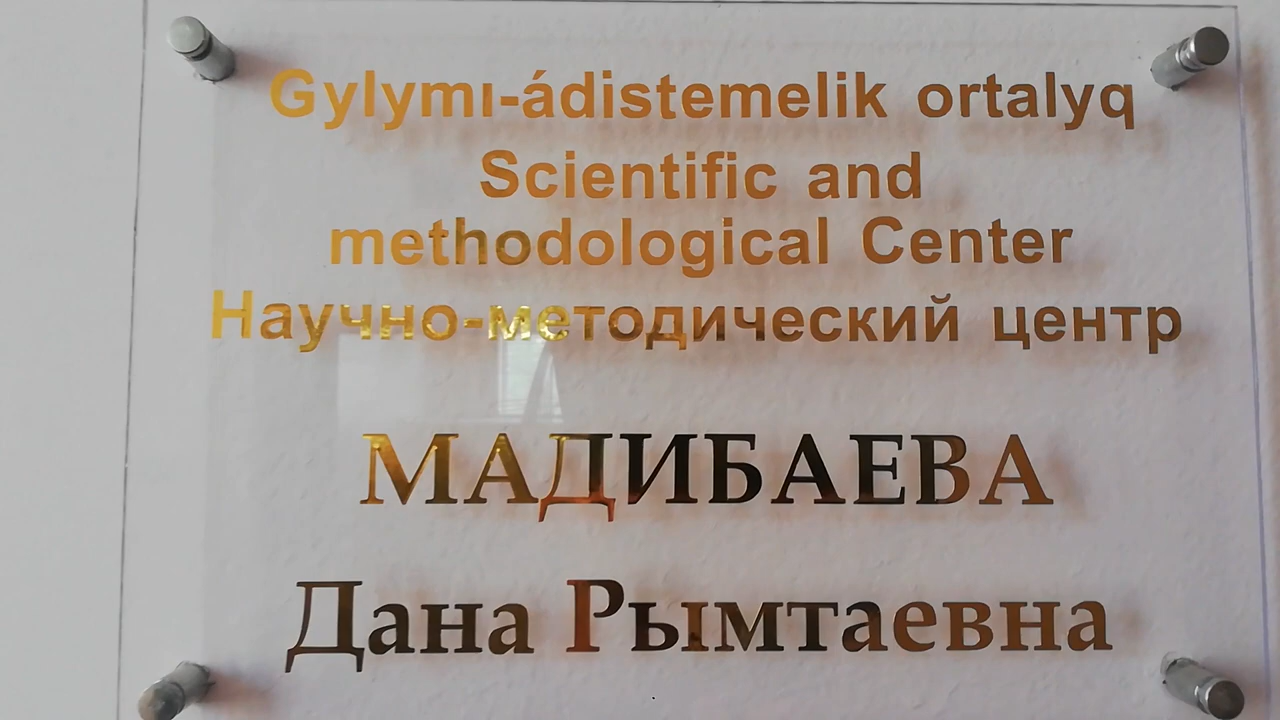 Gylymı-ádistemelik ortalyq
Scientific and
methodological Center
Научно-методический центр
МАДИБАЕВА
Дана Рымтаевна